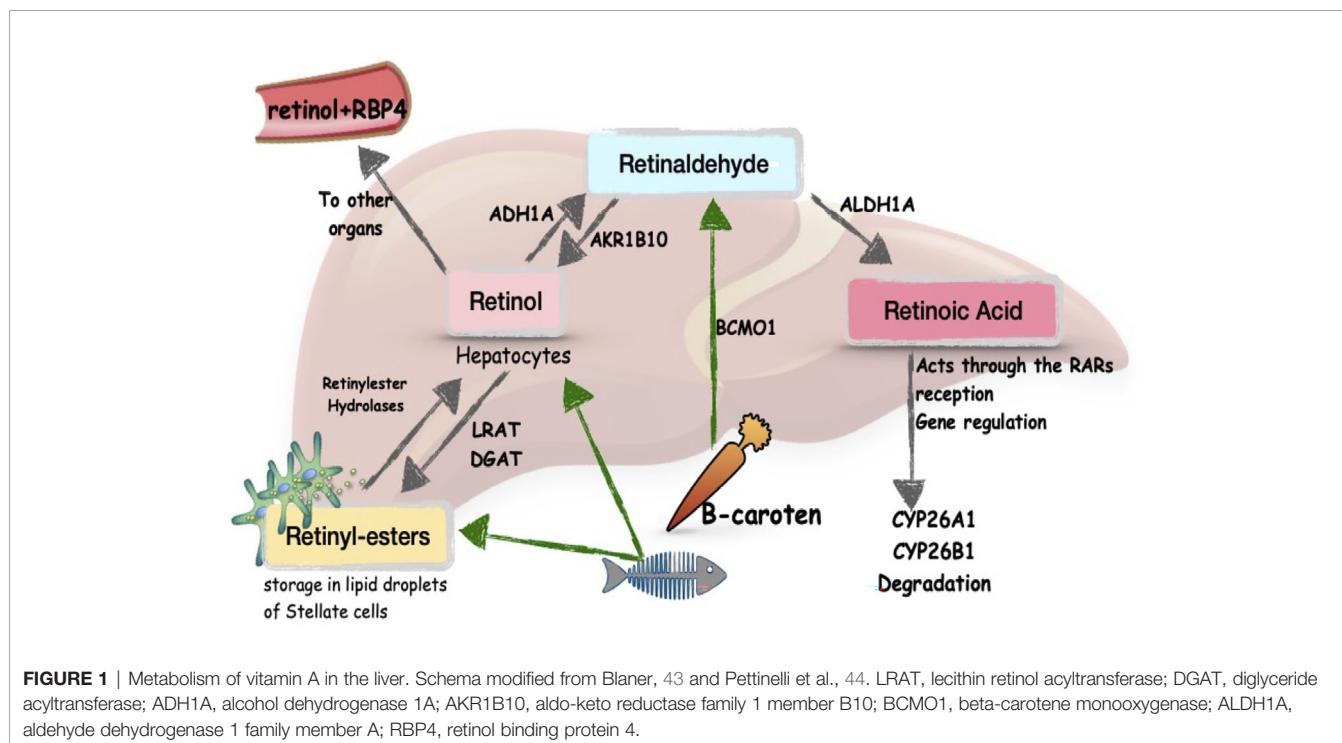 retinol+RBP4
Retinaldehyde
To other
organs
ADH1A
AKR1B10
ALDH1A
Retinol
Retinoic Acid
BCMO1
Hepatocytes
Retinylester
Hydrolases
Acts through the RARs
reception
Gene regulation
LRAT
DGAT
B-caroten
CYP26A1
CYP26B1
Degradation
Retinyl-esters
storage in lipid droplets
of Stellate cells
FIGURE 1 | Metabolism of vitamin A in the liver. Schema modified from Blaner, 43 and Pettinelli et al., 44. LRAT, lecithin retinol acyltransferase; DGAT, diglyceride
acyltransferase; ADH1A, alcohol dehydrogenase 1A; AKR1B10, aldo-keto reductase family 1 member B10; BCMO1, beta-carotene monooxygenase; ALDH1A,
aldehyde dehydrogenase 1 family member A; RBP4, retinol binding protein 4.